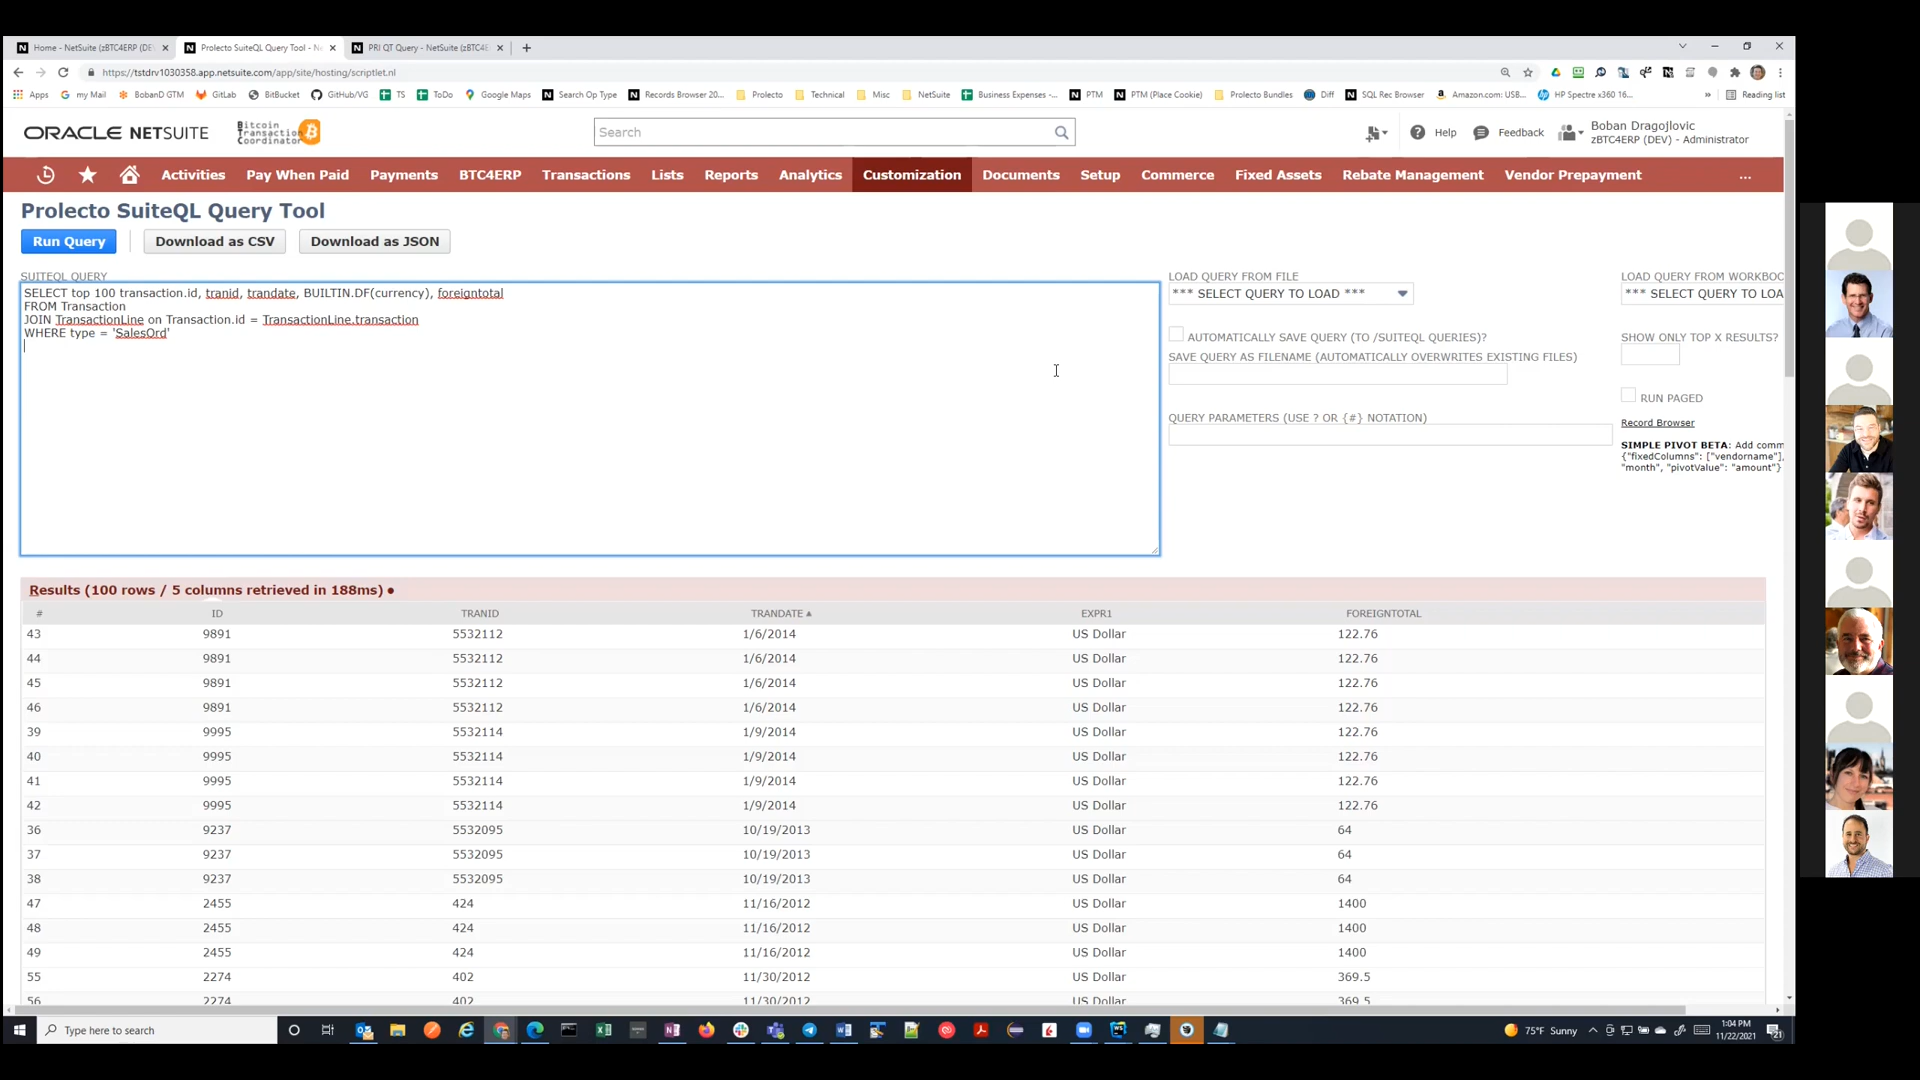 Home - NetSuite (zBTC4ERP (DE
Prolecto SuiteQL Query Tool - N
PRI QT Query - NetSuite (zBTC4E
https://tstdrv1030358.app.netsuite.com/app/site/hosting/scriptlet.nl
Apps
my Mail
BobanD GTM
GitLab
BitBucket
GitHub/VG
TS
ToDo
Google Maps
Search Op Type
Records Browser 20...
Prolecto
Technical
Misc
NetSuite
Business Expenses -...
PTM
PTM (Place Cookie)
Prolecto Bundles
Diff
SQL Rec Browser
Amazon.com: USB...
HP Spectre x360 16...
»
Reading list
ORACLE NETSUITE
Bitcoin
Transaction
Coordinator
Search
Help
Feedback
Boban Dragojlovic
zBTC4ERP (DEV) - Administrator
Activities
Pay When Paid
Payments
BTC4ERP
Transactions
Lists
Reports
Analytics
Customization
Documents
Setup
Commerce
Fixed Assets
Rebate Management
Vendor Prepayment
...
Prolecto SuiteQL Query Tool
Run Query
Download as CSV
Download as JSON
SUITEQL QUERY
SELECT top 100 transaction.id, tranid, trandate, BUILTIN.DF(currency), foreigntotal
FROM Transaction
JOIN TransactionLine on Transaction.id = TransactionLine.transaction
WHERE type = 'SalesOrd'
LOAD QUERY FROM FILE
*** SELECT QUERY TO LOAD ***
AUTOMATICALLY SAVE QUERY (TO /SUITEQL QUERIES)?
SAVE QUERY AS FILENAME (AUTOMATICALLY OVERWRITES EXISTING FILES)
QUERY PARAMETERS (USE ? OR {#} NOTATION)
LOAD QUERY FROM WORKBOC
*** SELECT QUERY TO LOA
SHOW ONLY TOP X RESULTS?
RUN PAGED
Record Browser
SIMPLE PIVOT BETA: Add comm
{"fixedColumns": ["vendorname"],
"month", "pivotValue": "amount"}
Results (100 rows / 5 columns retrieved in 188ms) ●
# ID TRANID TRANDATE ▲ EXPR1 FOREIGNTOTAL
43 9891 5532112 1/6/2014 US Dollar 122.76
44 9891 5532112 1/6/2014 US Dollar 122.76
45 9891 5532112 1/6/2014 US Dollar 122.76
46 9891 5532112 1/6/2014 US Dollar 122.76
39 9995 5532114 1/9/2014 US Dollar 122.76
40 9995 5532114 1/9/2014 US Dollar 122.76
41 9995 5532114 1/9/2014 US Dollar 122.76
42 9995 5532114 1/9/2014 US Dollar 122.76
36 9237 5532095 10/19/2013 US Dollar 64
37 9237 5532095 10/19/2013 US Dollar 64
38 9237 5532095 10/19/2013 US Dollar 64
47 2455 424 11/16/2012 US Dollar 1400
48 2455 424 11/16/2012 US Dollar 1400
49 2455 424 11/16/2012 US Dollar 1400
55 2274 402 11/30/2012 US Dollar 369.5
56 2274 402 11/30/2012 US Dollar 369.5
Type here to search
75°F Sunny
1:04 PM
11/22/2021
21